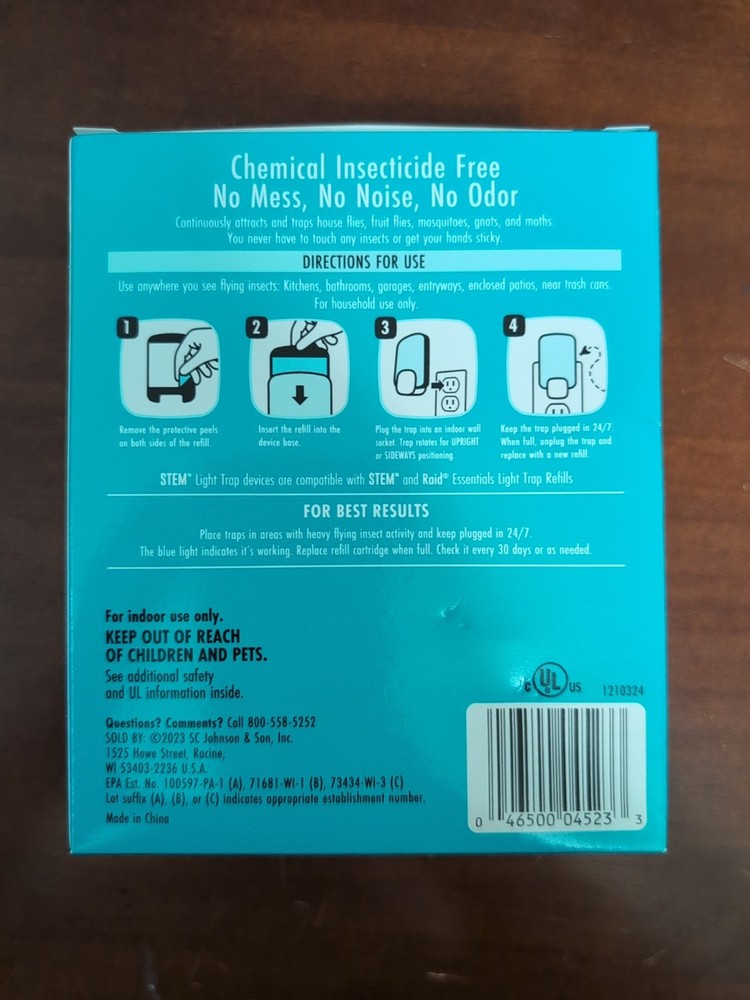 Chemical Insecticide Free
No Mess, No Noise, No Odor
Continuously attracts and traps house flies, fruit flies, mosquitoes, gnats, and moths.
You never have to touch any insects or get your hands sticky.
DIRECTIONS FOR USE
Use anywhere you see flying insects: Kitchens, bathrooms, garages, entryways, enclosed patios, near trash cans.
For household use only.
1
2
3
4
Remove the protective peels
on both sides of the refill.
Insert the refill into the
device base.
Plug the trap into an indoor wall
socket. Trap rotates for UPRIGHT
or SIDEWAYS positioning.
Keep the trap plugged in 24/7.
When full, unplug the trap and
replace with a new refill.
STEM™ Light Trap devices are compatible with STEM™ and Raid® Essentials Light Trap Refills
FOR BEST RESULTS
Place traps in areas with heavy flying insect activity and keep plugged in 24/7.
The blue light indicates it's working. Replace refill cartridge when full. Check it every 30 days or as needed.
For indoor use only.
KEEP OUT OF REACH
OF CHILDREN AND PETS.
See additional safety
and UL information inside.
C UL US
1210324
Questions? Comments? Call 800-558-5252
SOLD BY: ©2023 SC Johnson & Son, Inc.
1525 Howe Street, Racine,
WI 53403-2236 U.S.A.
EPA Est. No. 100597-PA-1 (A), 71681-WI-1 (B), 73434-WI-3 (C)
Lot suffix (A), (B), or (C) indicates appropriate establishment number.
Made in China
0 46500 04523 3